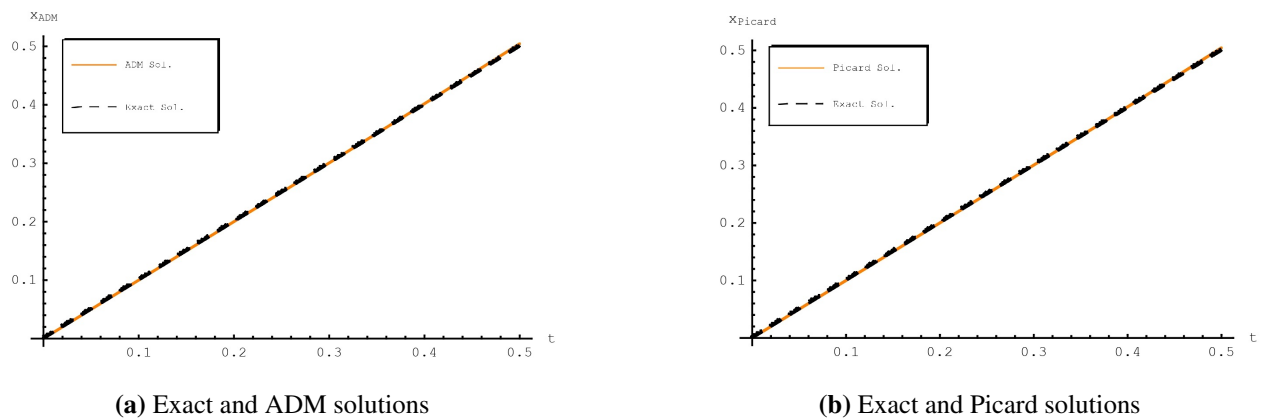 x_ADM
0.5
0.4
0.3
0.2
0.1
ADM Sol.
Exact Sol.
0.1 0.2 0.3 0.4 0.5 t
(a) Exact and ADM solutions
x_Picard
0.5
0.4
0.3
0.2
0.1
Picard Sol.
Exact Sol.
0.1 0.2 0.3 0.4 0.5 t
(b) Exact and Picard solutions